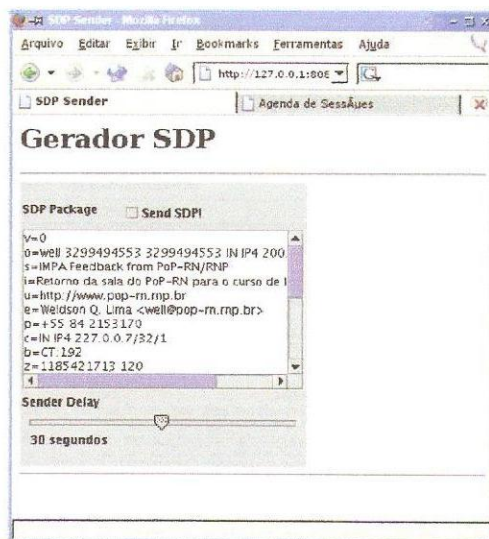 SDP Sender - Mozilla Firefox
Arquivo Editar Exibir Ir Bookmarks Ferramentas Ajuda
http://127.0.0.1:808
SDP Sender
Agenda de SessÃues
Gerador SDP
SDP Package
Send SDP!
v=0
o=well 3299494553 3299494553 IN IP4 200
s=IMPA Feedback from PoP-RN/RNP
i=Retorno da sala do PoP-RN para o curso de
u=http://www.pop-rn.rnp.br
e=Weldson Q. Lima <well@pop-rn.rnp.br>
p=+55 84 2153170
c=IN IP4 227.0.0.7/32/1
b=CT:192
z=1185421713 120
Sender Delay
30 segundos